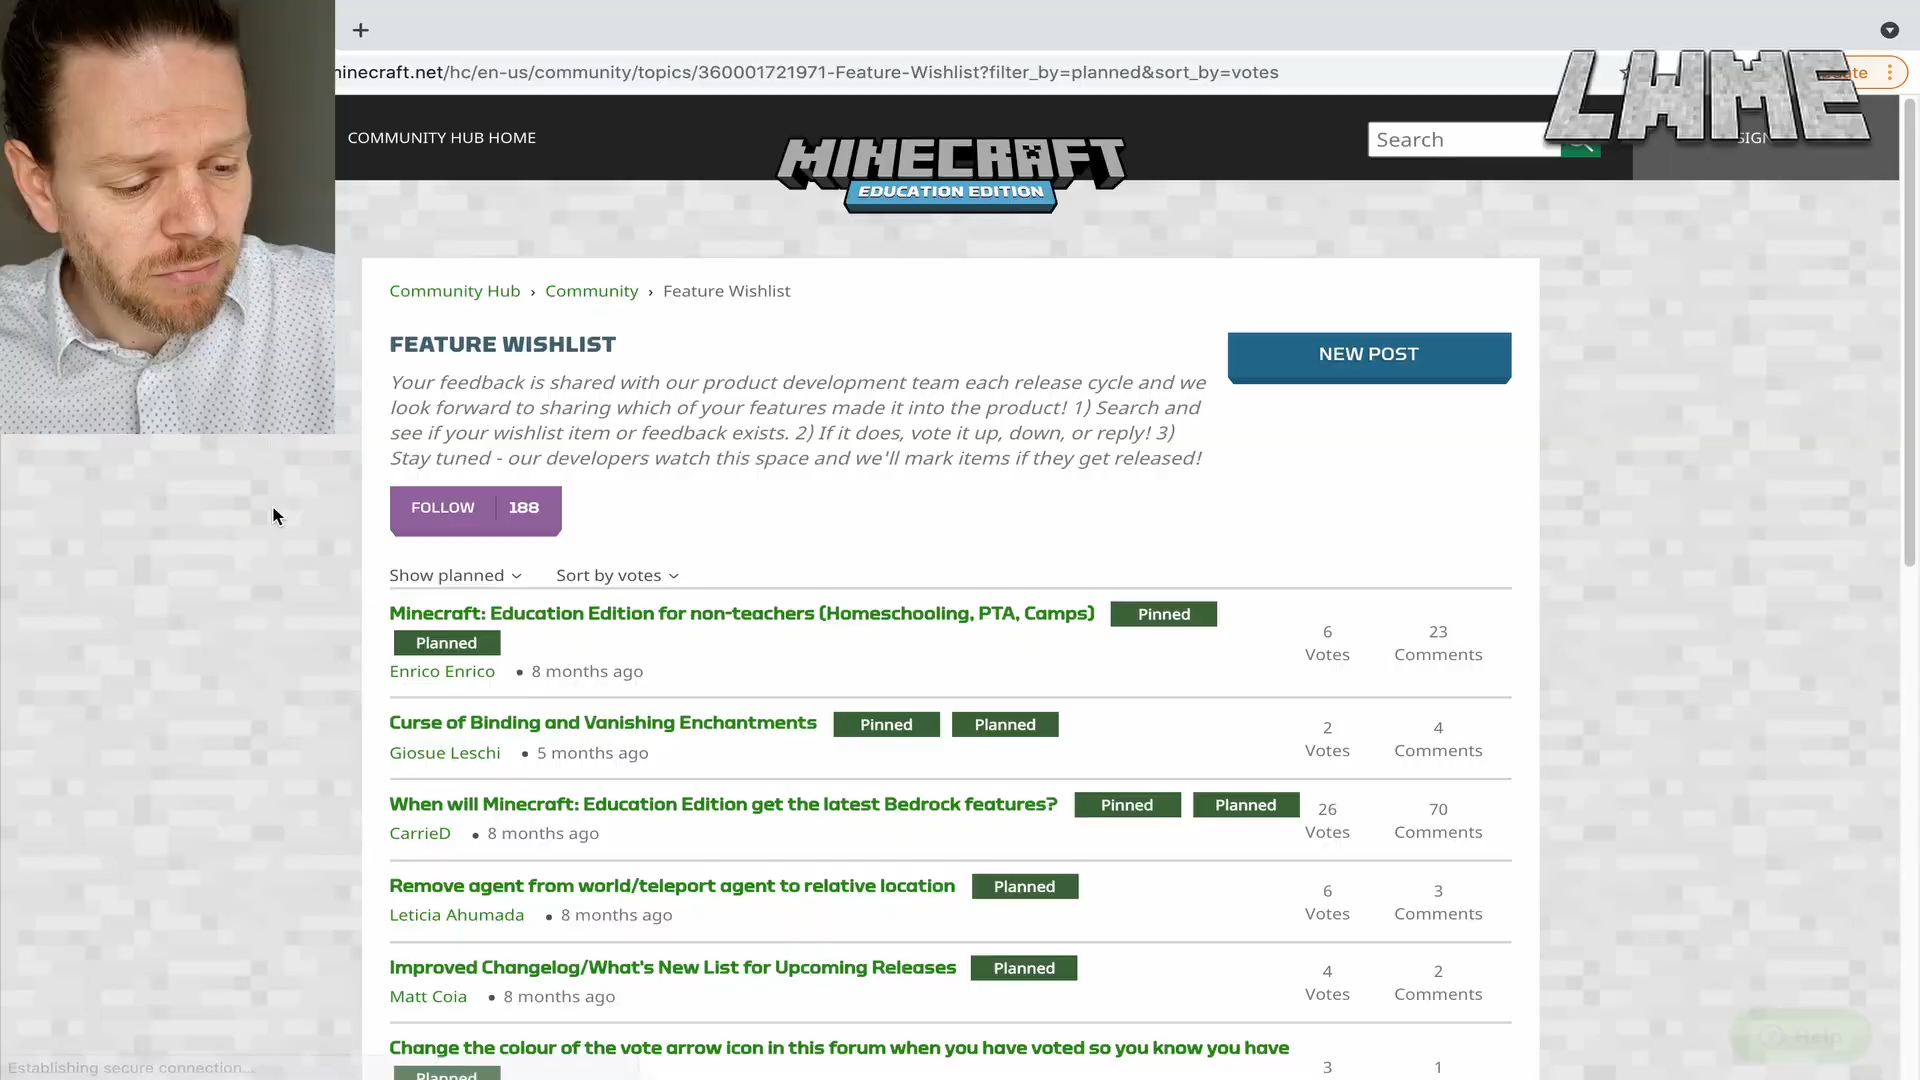 minecraft.net/hc/en-us/community/topics/360001721971-Feature-Wishlist?filter_by=planned&sort_by=votes
LWME
COMMUNITY HUB HOME
MINECRAFT
EDUCATION EDITION
Search
SIGN
Community Hub › Community › Feature Wishlist
FEATURE WISHLIST
NEW POST
Your feedback is shared with our product development team each release cycle and we
look forward to sharing which of your features made it into the product! 1) Search and
see if your wishlist item or feedback exists. 2) If it does, vote it up, down, or reply! 3)
Stay tuned - our developers watch this space and we'll mark items if they get released!
FOLLOW 188
Show planned Sort by votes
Minecraft: Education Edition for non-teachers (Homeschooling, PTA, Camps) Pinned
Planned
Enrico Enrico • 8 months ago
6 Votes
23 Comments
Curse of Binding and Vanishing Enchantments Pinned Planned
Giosue Leschi • 5 months ago
2 Votes
4 Comments
When will Minecraft: Education Edition get the latest Bedrock features? Pinned Planned
CarrieD • 8 months ago
26 Votes
70 Comments
Remove agent from world/teleport agent to relative location Planned
Leticia Ahumada • 8 months ago
6 Votes
3 Comments
Improved Changelog/What's New List for Upcoming Releases Planned
Matt Coia • 8 months ago
4 Votes
2 Comments
Change the colour of the vote arrow icon in this forum when you have voted so you know you have
Planned
3
1
Help
Establishing secure connection...